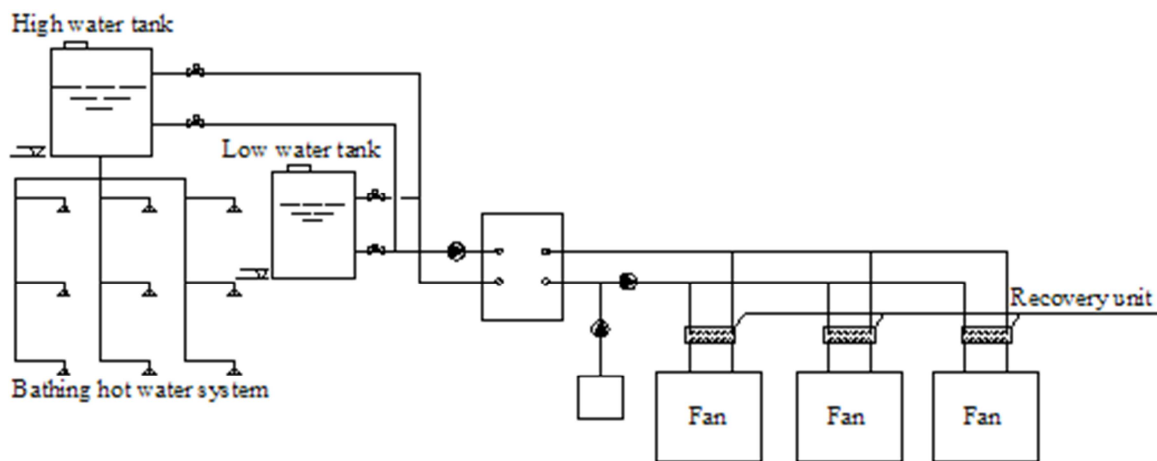 High water tank
Low water tank
Recovery unit
Bathing hot water system
Fan
Fan
Fan